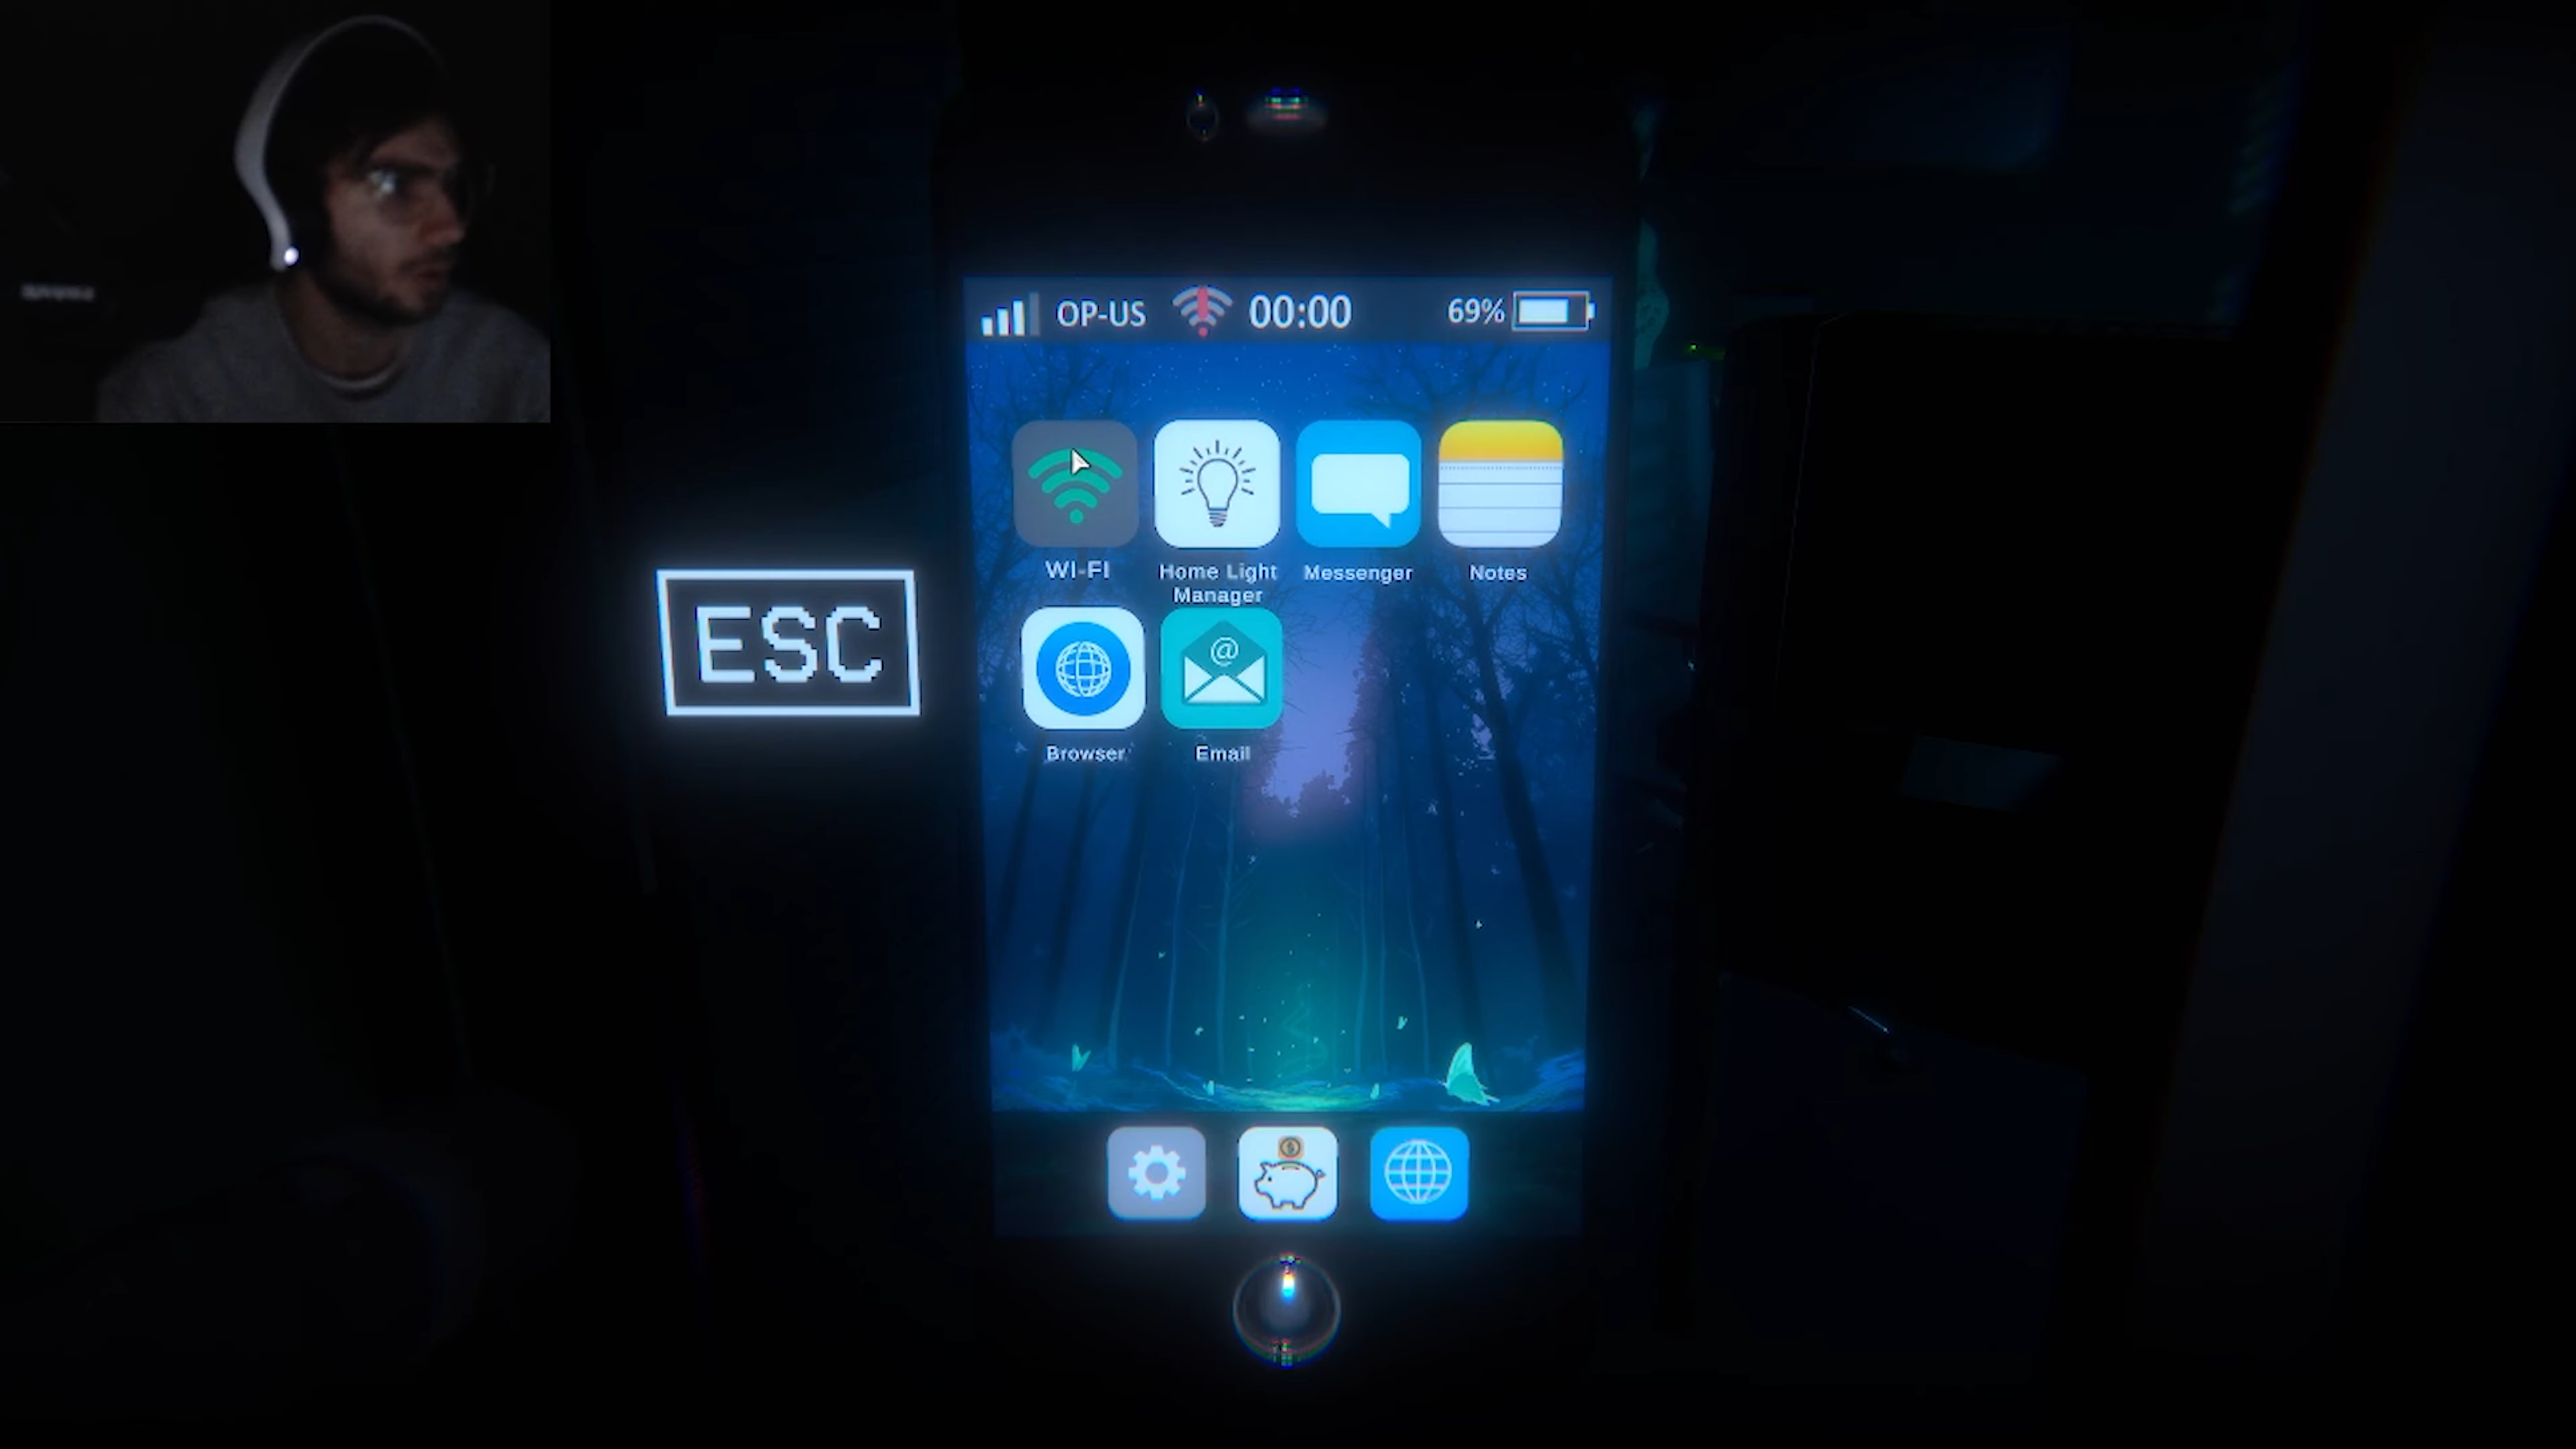 OP-US 00:00 69%
WI-FI
Home Light
Manager
Messenger
Notes
ESC
@
Browser
Email